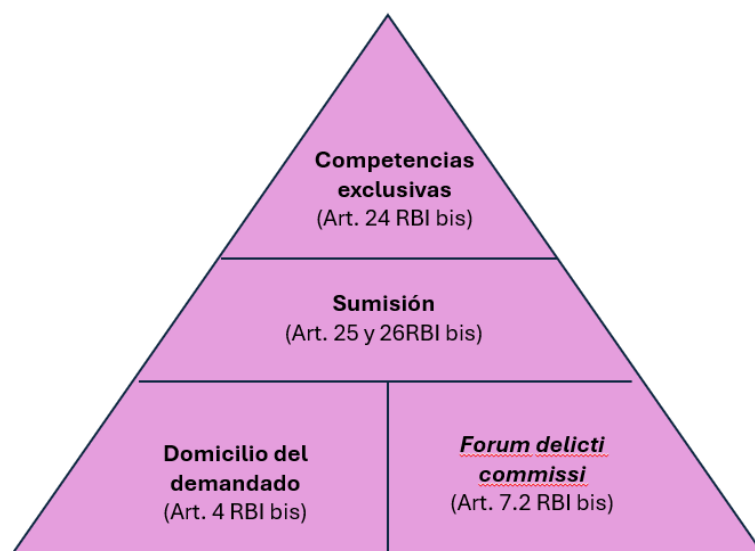 Competencias
exclusivas
(Art. 24 RBI bis)
Sumisión
(Art. 25 y 26RBI bis)
Domicilio del
demandado
(Art. 4 RBI bis)
Forum delicti
commissi
(Art. 7.2 RBI bis)